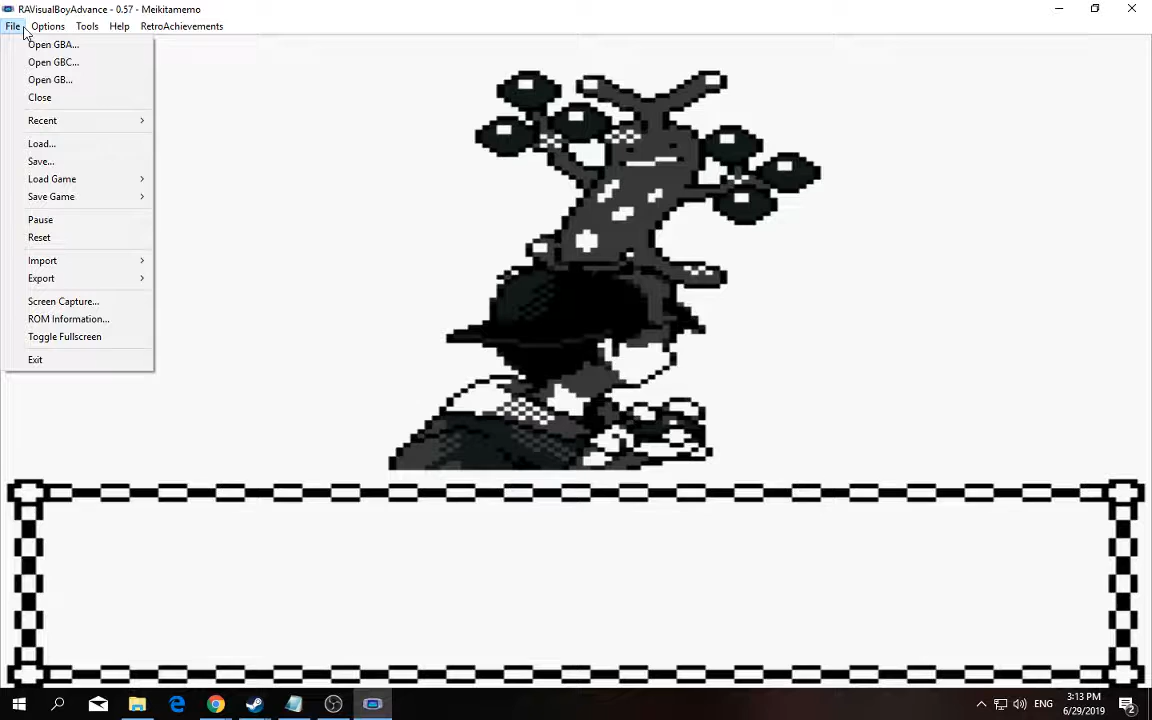 RAVisualBoyAdvance - 0.57 - Meikitamemo
File Options Tools Help RetroAchievements
Open GBA...
Open GBC...
Open GB...
Close
Recent
Load...
Save...
Load Game
Save Game
Pause
Reset
Import
Export
Screen Capture...
ROM Information...
Toggle Fullscreen
Exit
ENG
3:13 PM
6/29/2019
2